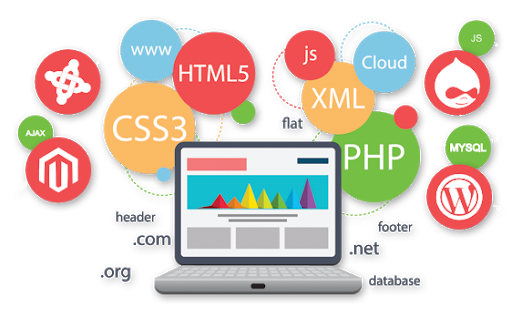 www
js
JS
Cloud
HTML5
XML
flat
CSS3
AJAX
PHP
MYSQL
header
footer
.com
.net
.org
database